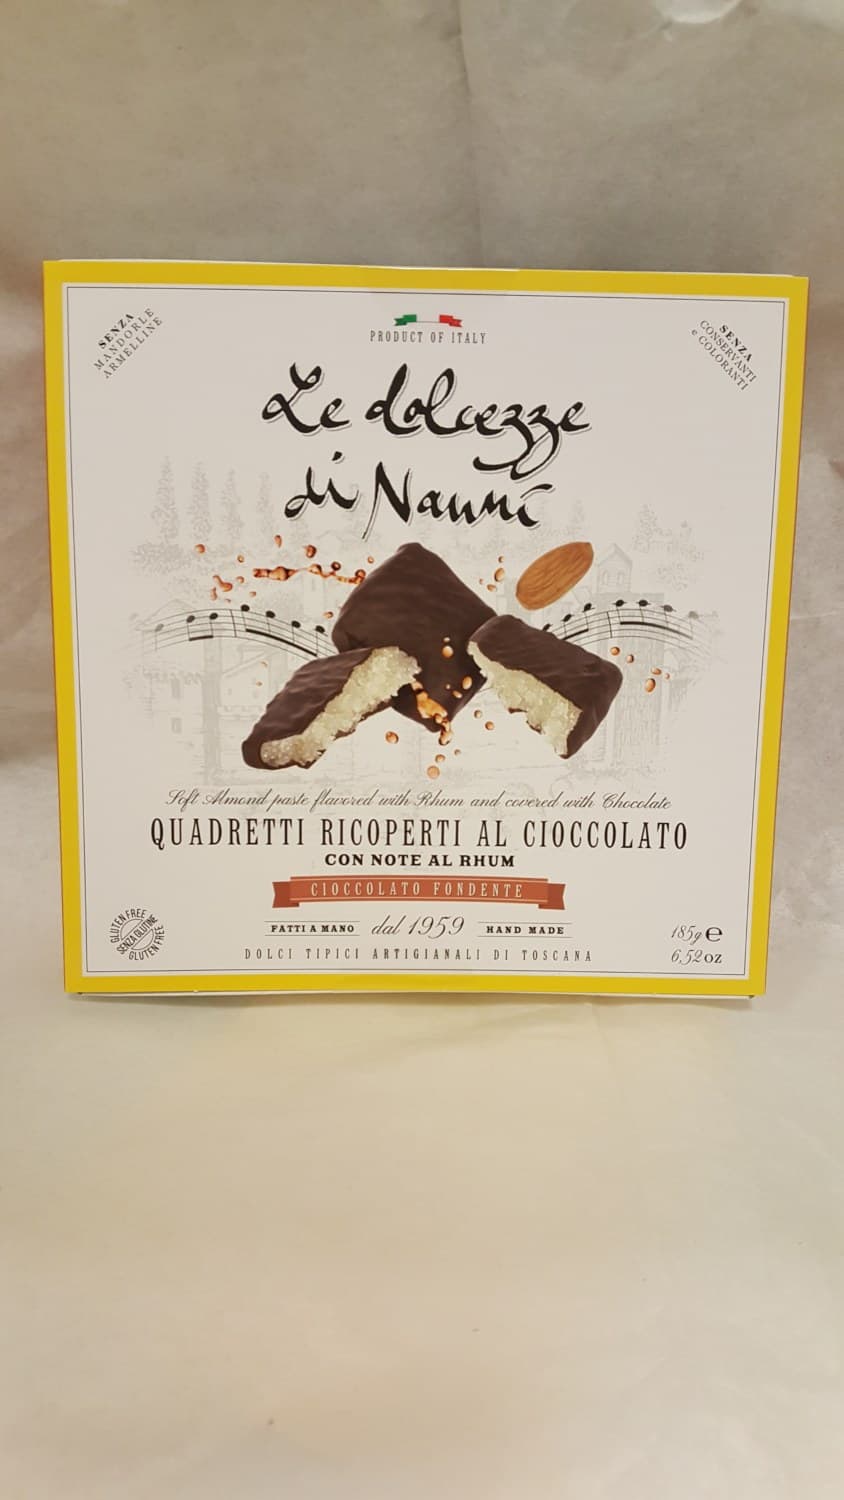 SENZA
MANDORLE
ARMELLINE
PRODUCT OF ITALY
SENZA
CONSERVANTI
e COLORANTI
Le dolcezze
di Nanni
Soft Almond paste flavored with Rhum and covered with Chocolate
QUADRETTI RICOPERTI AL CIOCCOLATO
CON NOTE AL RHUM
CIOCCOLATO FONDENTE
GLUTEN FREE
SENZA GLUTINE
GLUTEN FREE
FATTI A MANO dal 1959 HAND MADE
DOLCI TIPICI ARTIGIANALI DI TOSCANA
185g e
6,52 oz